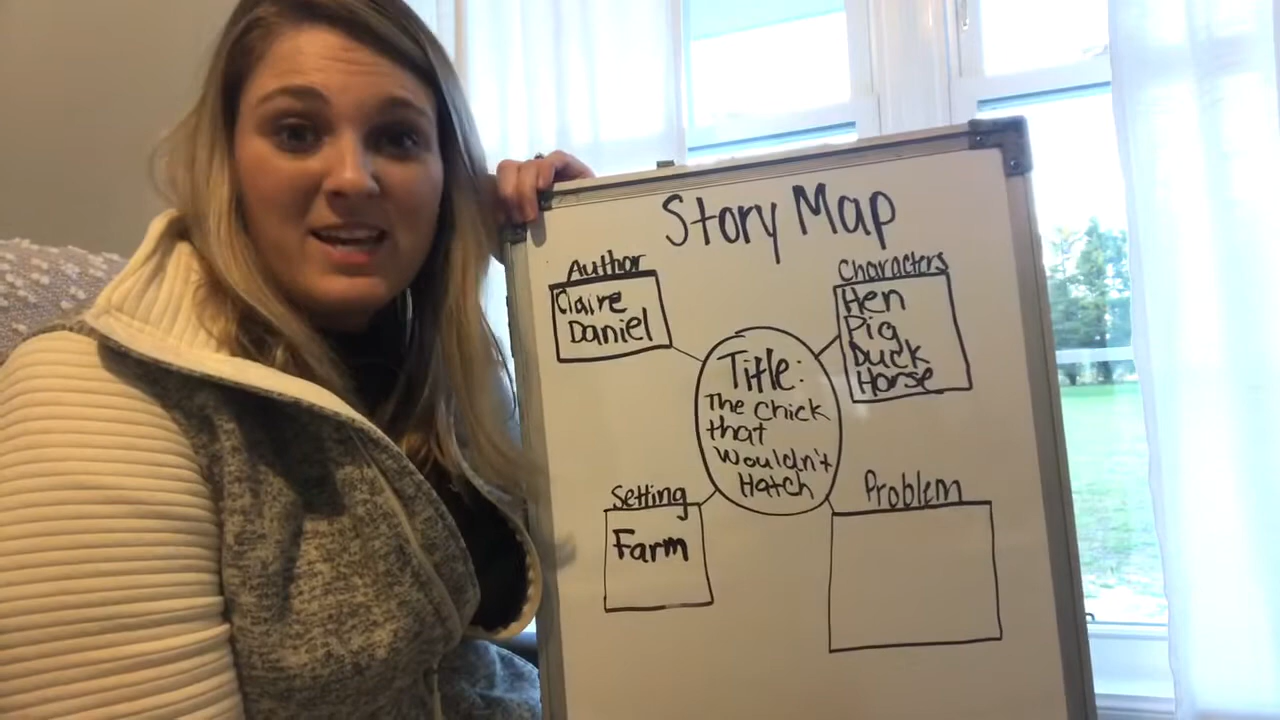 Story Map
Author
Claire
Daniel
Characters
Hen
Pig
Duck
Horse
Title:
The Chick
that
Wouldn't
Hatch
Setting
Farm
Problem